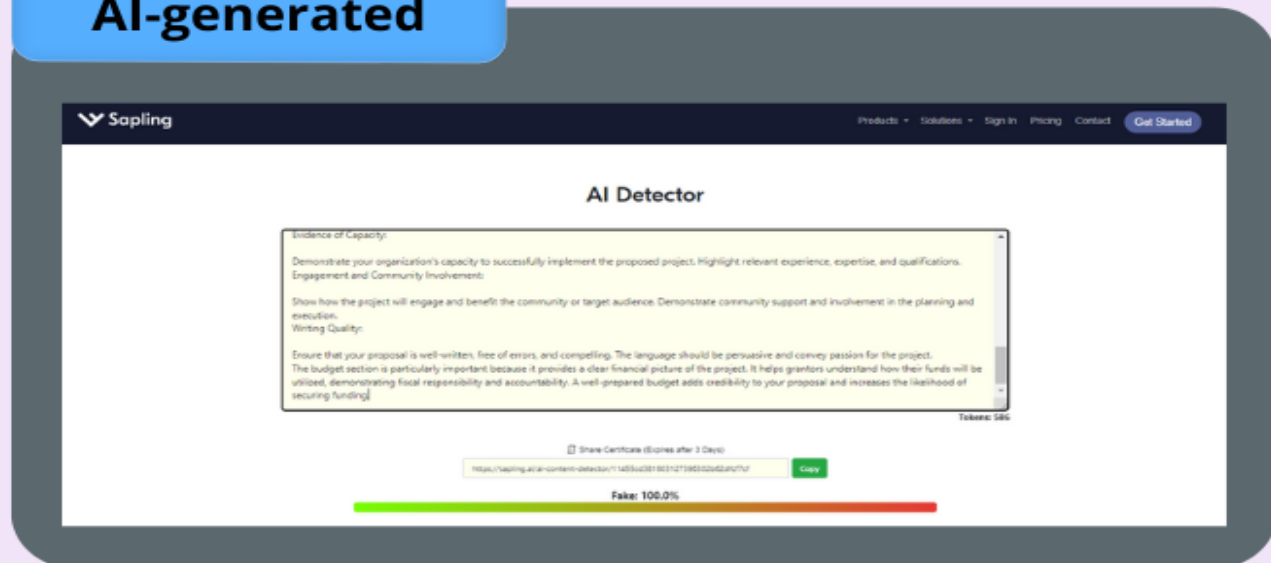 AI-generated
Sapling
Products Solutions Sign In Pricing Contact Get Started
AI Detector
Evidence of Capacity:
Demonstrate your organization's capacity to successfully implement the proposed project. Highlight relevant experience, expertise, and qualifications.
Engagement and Community Involvement:
Show how the project will engage and benefit the community or target audience. Demonstrate community support and involvement in the planning and
execution.
Writing Quality:
Ensure that your proposal is well-written, free of errors, and compelling. The language should be persuasive and convey passion for the project.
The budget section is particularly important because it provides a clear financial picture of the project. It helps grantors understand how their funds will be
utilized, demonstrating fiscal responsibility and accountability. A well-prepared budget adds credibility to your proposal and increases the likelihood of
securing funding.
Tokens: 586
Share Certificate (Expires after 3 Days)
Copy
Fake: 100.0%